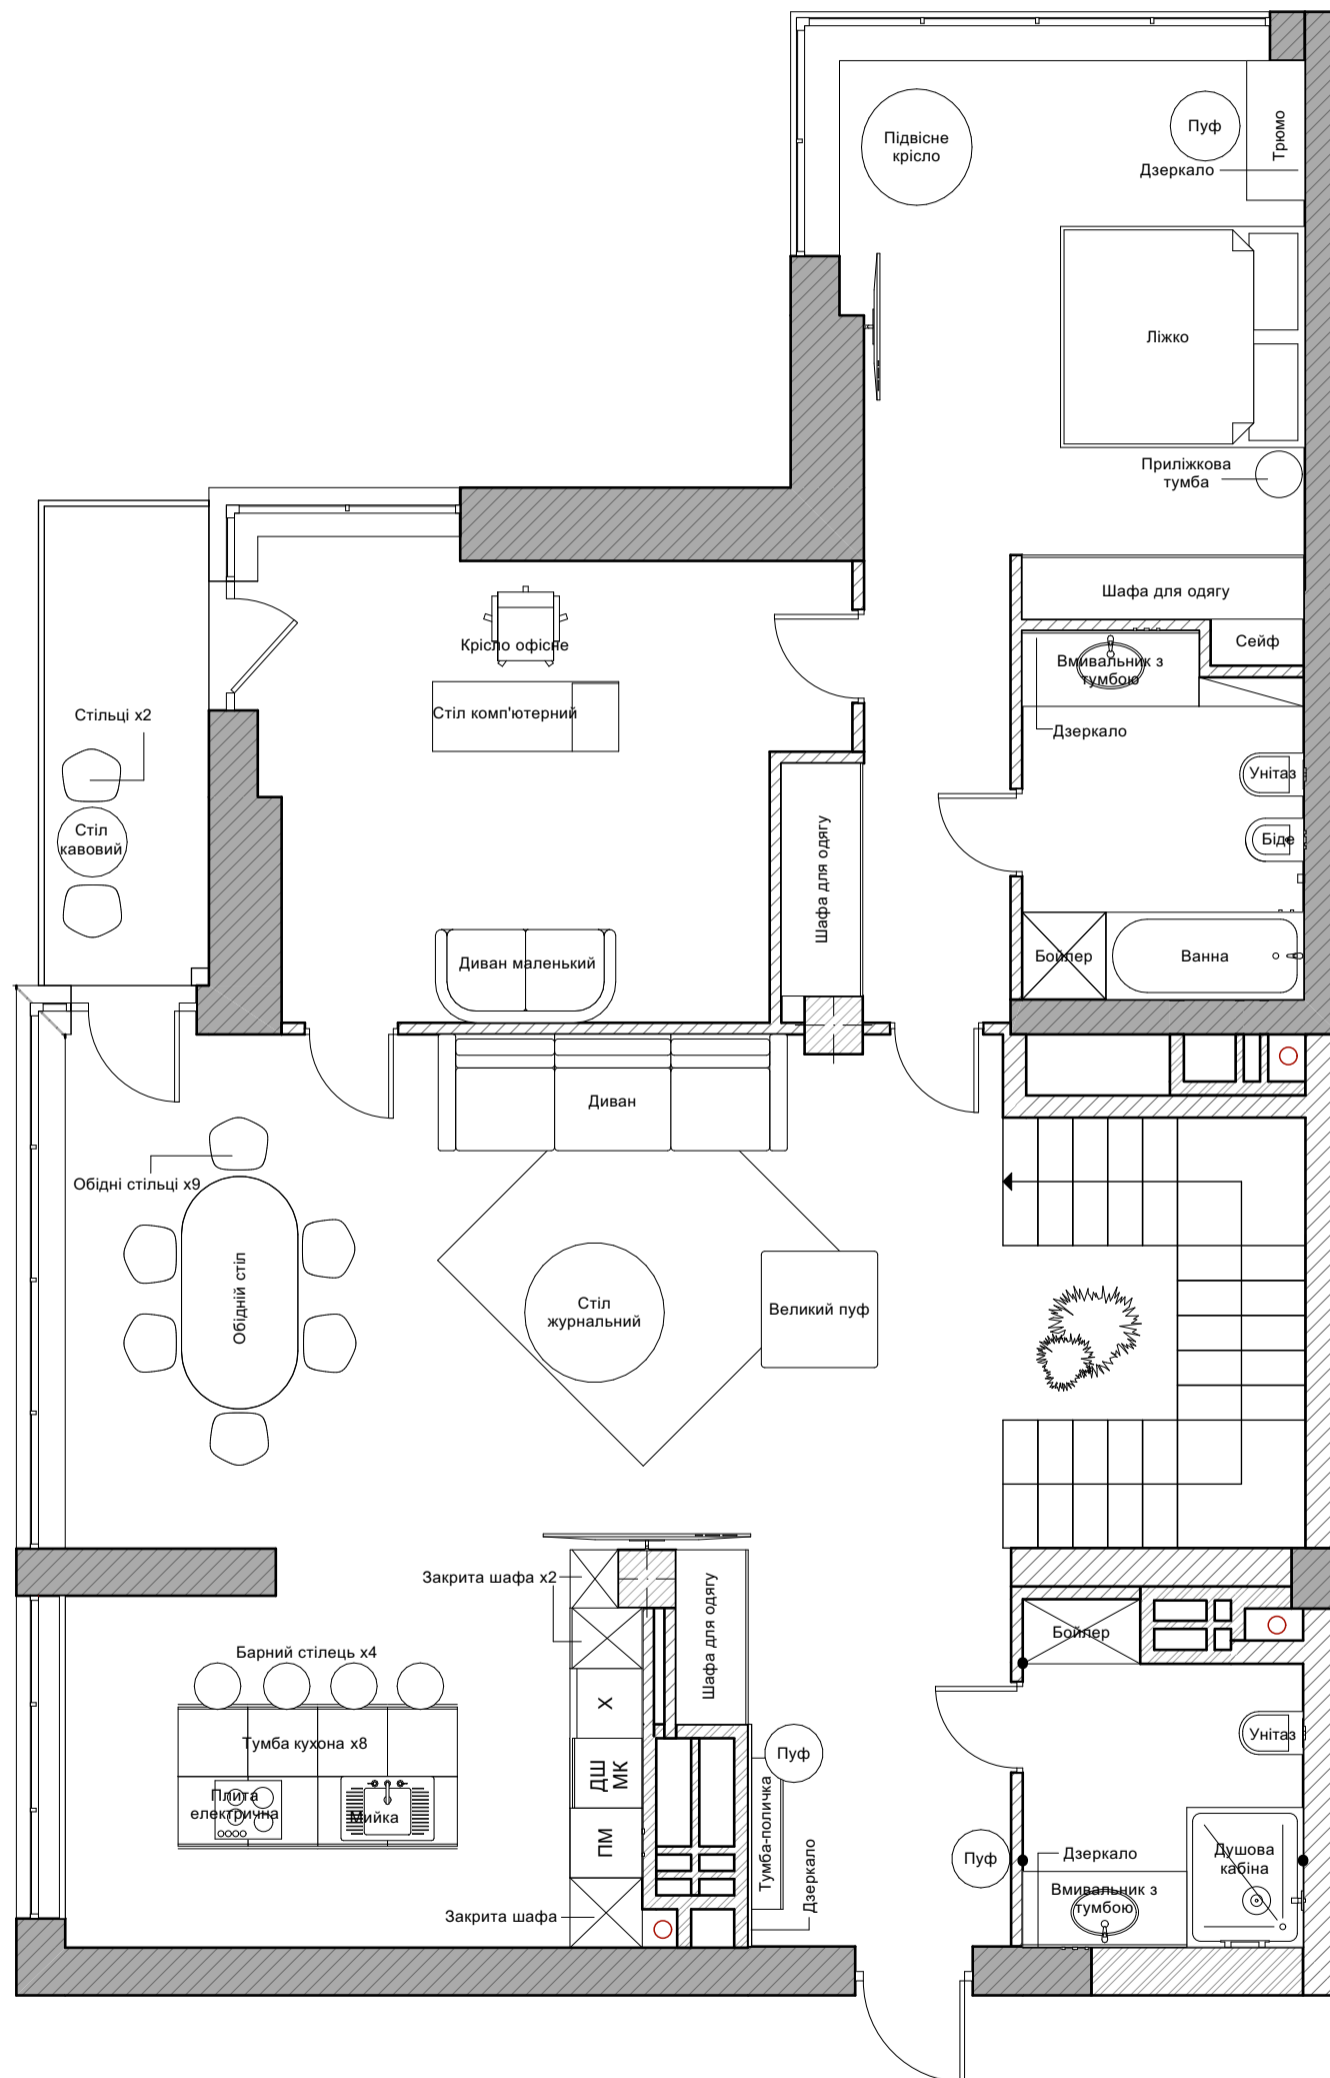 Підвісне
крісло
Пуф
Трюмо
Дзеркало
Ліжко
Приліжкова
тумба
Шафа для одягу
Сейф
Вмивальник з
тумбою
Дзеркало
Унітаз
Біде
Бойлер
Ванна
Крісло офісне
Стіл комп'ютерний
Шафа для одягу
Диван маленький
Стільці х2
Стіл
кавовий
Диван
Обідні стільці х9
Обідній стіл
Стіл
журнальний
Великий пуф
Закрита шафа х2
Шафа для одягу
Барний стілець х4
Тумба кухона х8
Плита
електрична
Мийка
Х
ДШ
МК
ПМ
Закрита шафа
Пуф
Тумба-поличка
Дзеркало
Бойлер
Унітаз
Пуф
Дзеркало
Вмивальник з
тумбою
Душова
кабіна